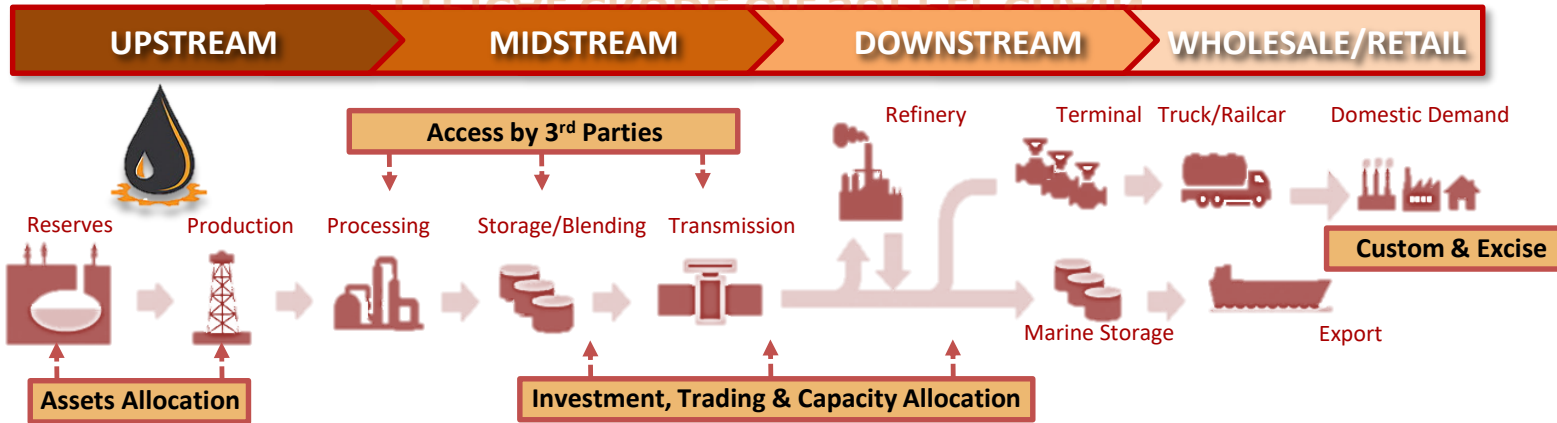 UPSTREAM
MIDSTREAM
DOWNSTREAM
WHOLESALE/RETAIL
Access by 3rd Parties
Refinery
Terminal
Truck/Railcar
Domestic Demand
Reserves
Production
Processing
Storage/Blending
Transmission
Custom & Excise
Marine Storage
Export
Assets Allocation
Investment, Trading & Capacity Allocation